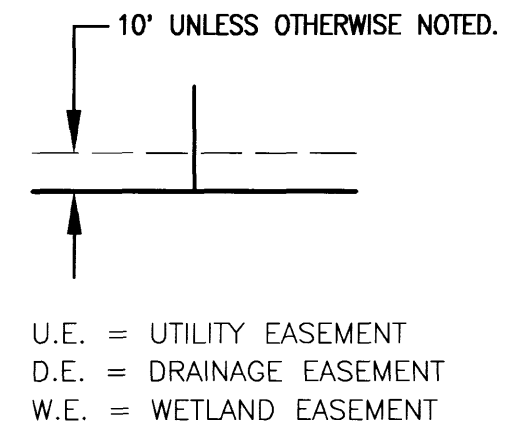 10' UNLESS OTHERWISE NOTED.
U.E. = UTILITY EASEMENT
D.E. = DRAINAGE EASEMENT
W.E. = WETLAND EASEMENT